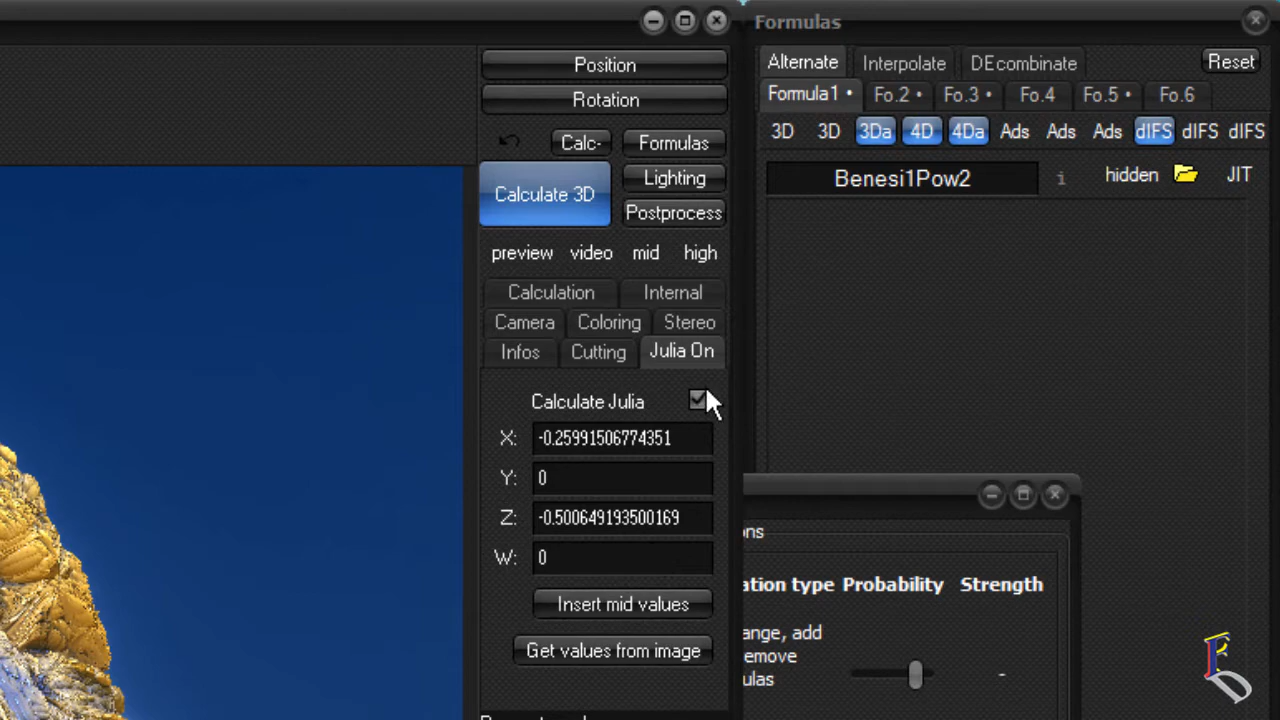 Position
Rotation
Calc-
Formulas
Calculate 3D
Lighting
Postprocess
preview video mid high
Calculation Internal
Camera Coloring Stereo
Infos Cutting Julia On
Calculate Julia
X: -0.25991506774351
Y: 0
Z: -0.500649193500169
W: 0
Insert mid values
Get values from image
Formulas
Alternate Interpolate DEcombinate Reset
Formula1 • Fo.2 • Fo.3 • Fo.4 Fo.5 • Fo.6
3D 3D 3Da 4D 4Da Ads Ads Ads dIFS dIFS dIFS
Benesi1Pow2 i hidden JIT
ons
ation type Probability Strength
ange, add
emove
ulas -